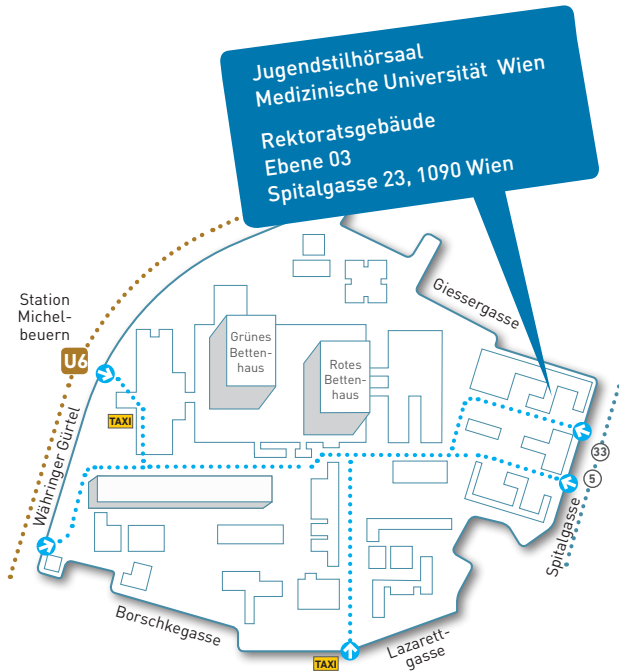 Jugendstilhörsaal
Medizinische Universität Wien
Rektoratsgebäude
Ebene 03
Spitalgasse 23, 1090 Wien
Giessergasse
Station
Michel-
beuern
U6
Grünes
Betten-
haus
Rotes
Betten-
haus
TAXI
Währinger Gürtel
33
5
Spitalgasse
Borschkegasse
Lazarett-
gasse
TAXI